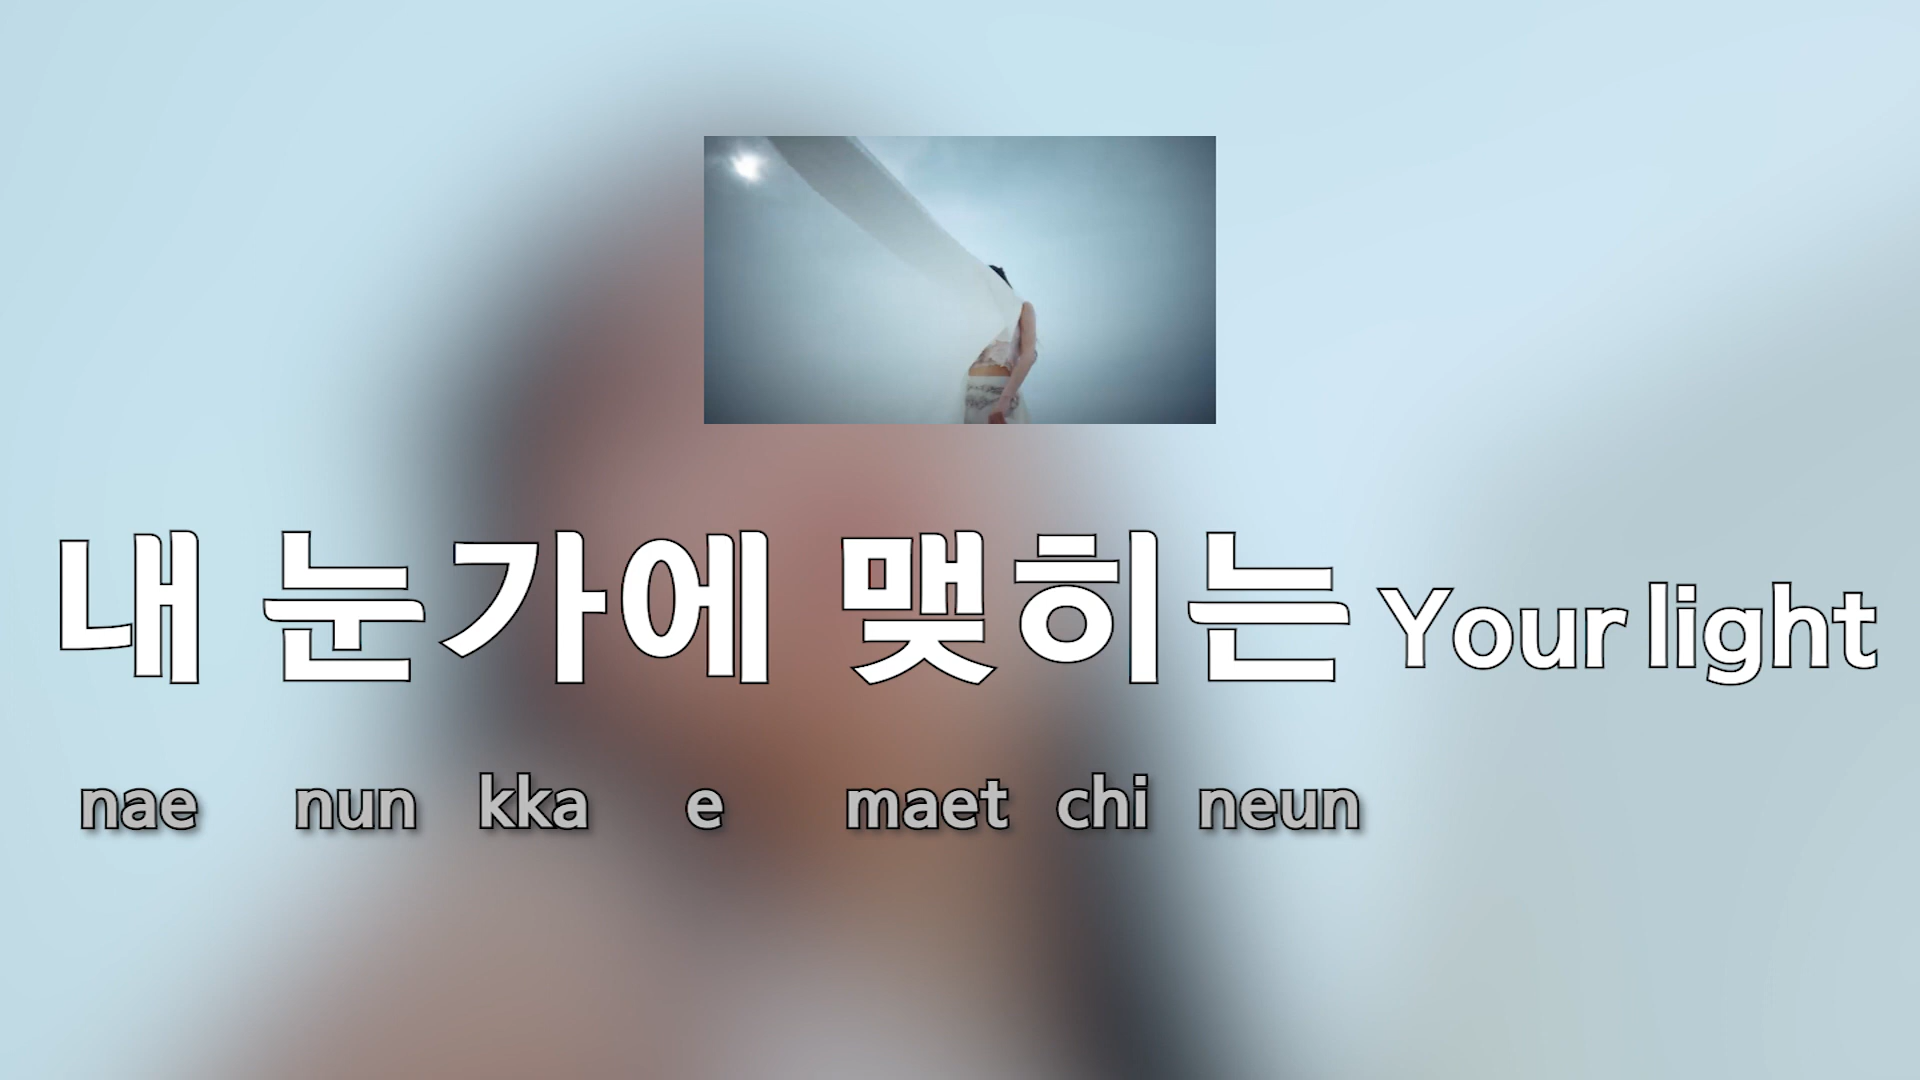 내 눈가에 맺히는 Your light
nae nun kka e maet chi neun